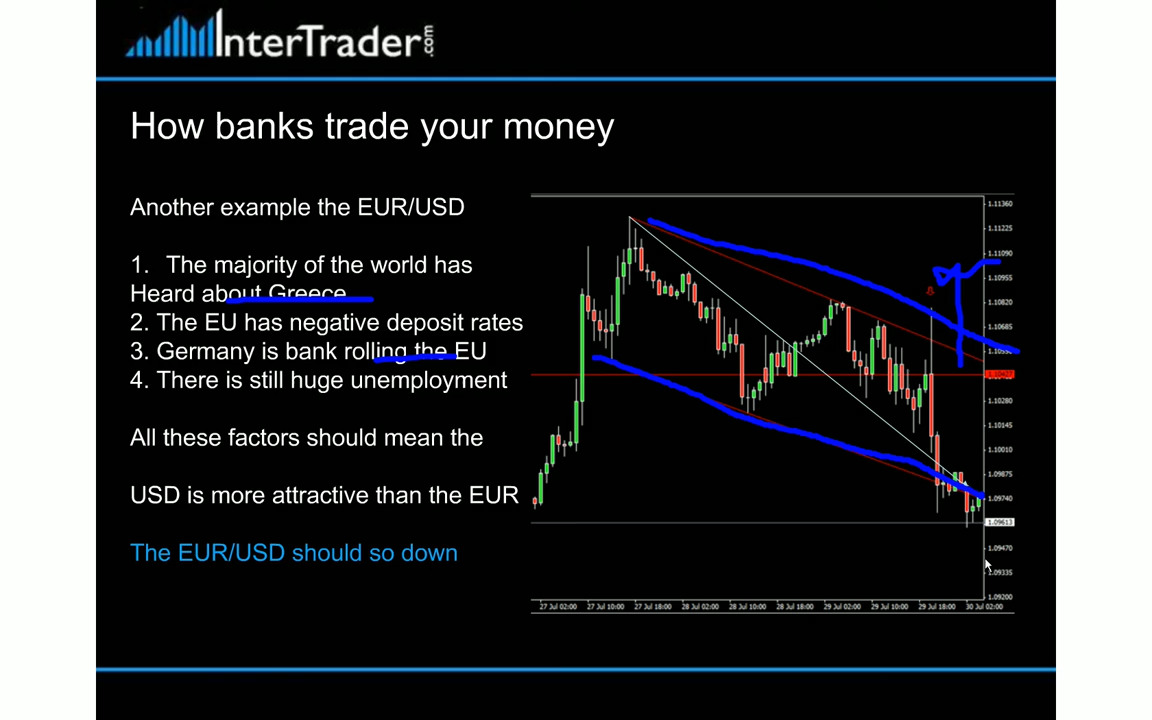 InterTrader.com
How banks trade your money
Another example the EUR/USD
1. The majority of the world has
Heard about Greece
2. The EU has negative deposit rates
3. Germany is bank rolling the EU
4. There is still huge unemployment
All these factors should mean the
USD is more attractive than the EUR
The EUR/USD should so down
1.11360
1.11225
1.11090
1.10955
1.10820
1.10685
1.10280
1.10145
1.10010
1.09875
1.09740
1.09613
1.09470
1.09335
1.09200
27 Jul 02:00 27 Jul 10:00 27 Jul 18:00 28 Jul 02:00 28 Jul 10:00 28 Jul 18:00 29 Jul 02:00 29 Jul 10:00 29 Jul 18:00 30 Jul 02:00